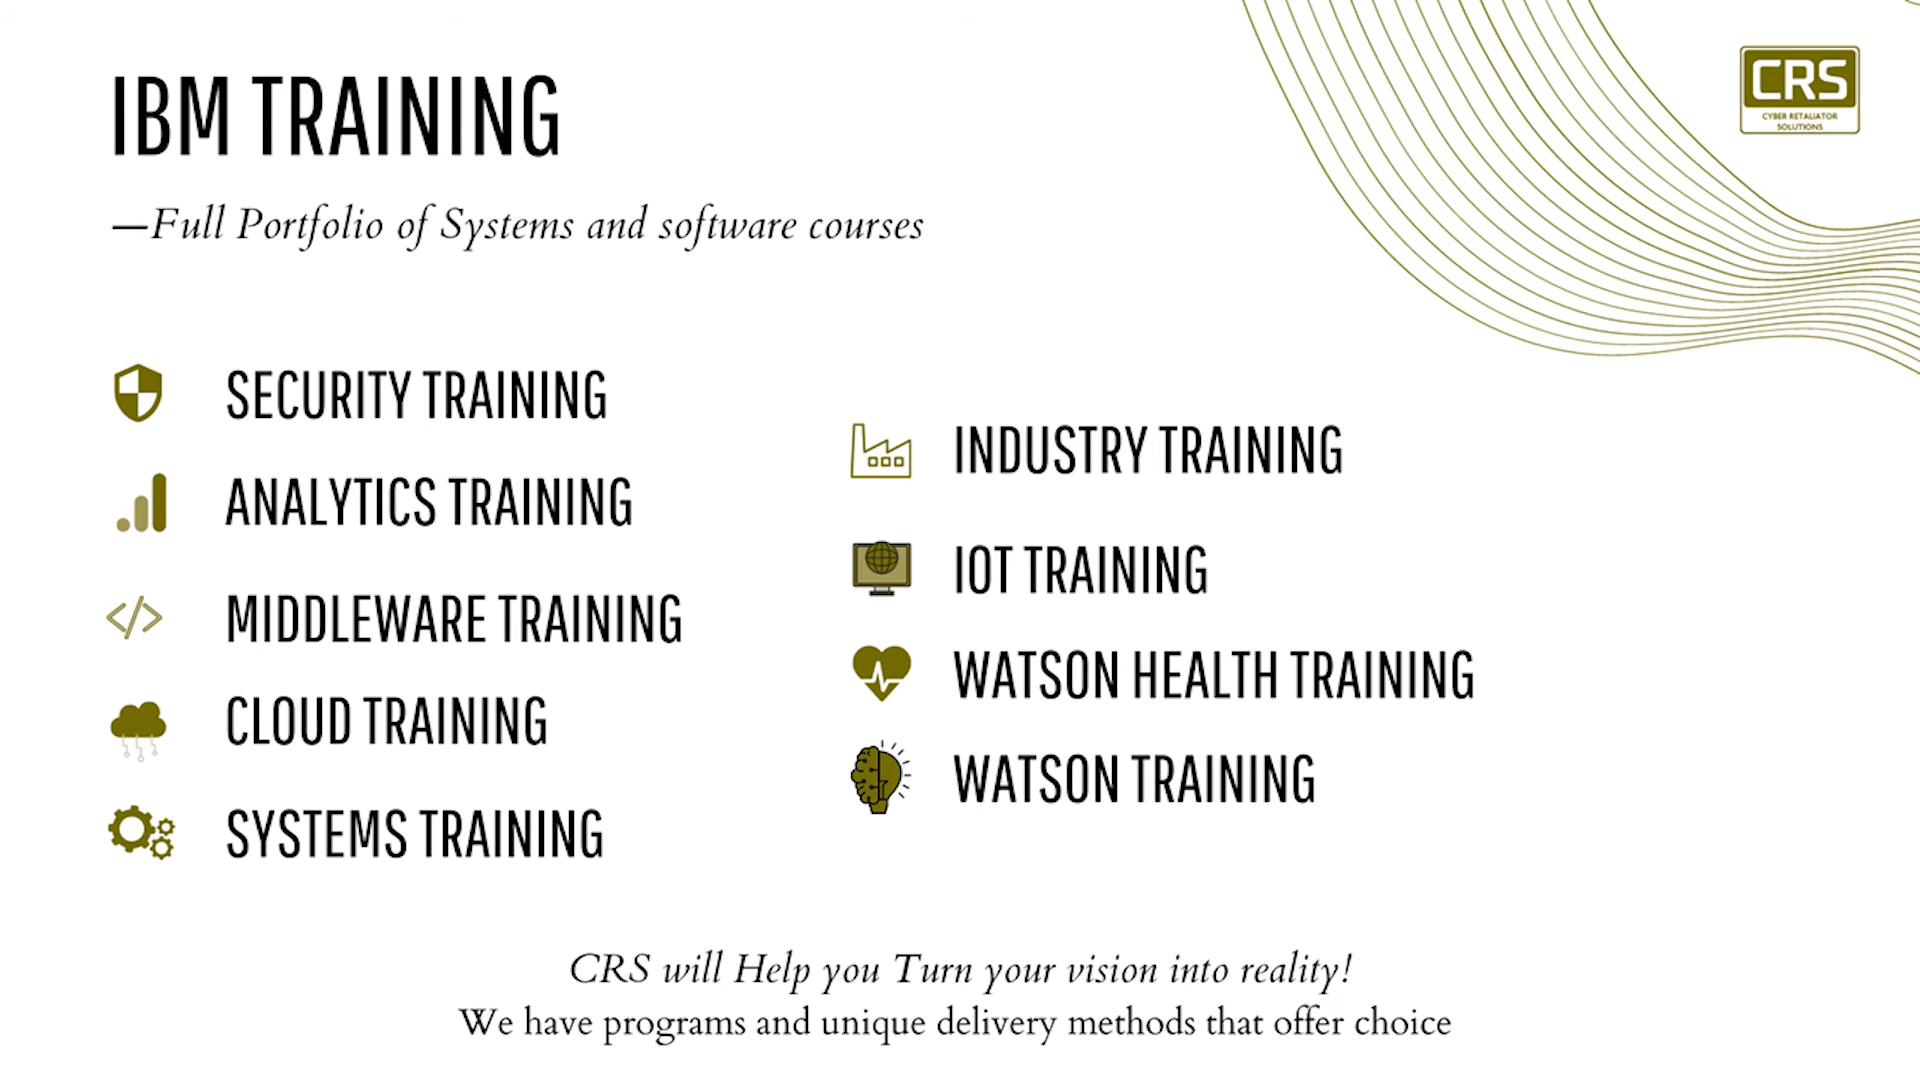 IBM TRAINING
—Full Portfolio of Systems and software courses
CRS
CYBER RETALIATOR
SOLUTIONS
SECURITY TRAINING
ANALYTICS TRAINING
MIDDLEWARE TRAINING
CLOUD TRAINING
SYSTEMS TRAINING
INDUSTRY TRAINING
IOT TRAINING
WATSON HEALTH TRAINING
WATSON TRAINING
CRS will Help you Turn your vision into reality!
We have programs and unique delivery methods that offer choice